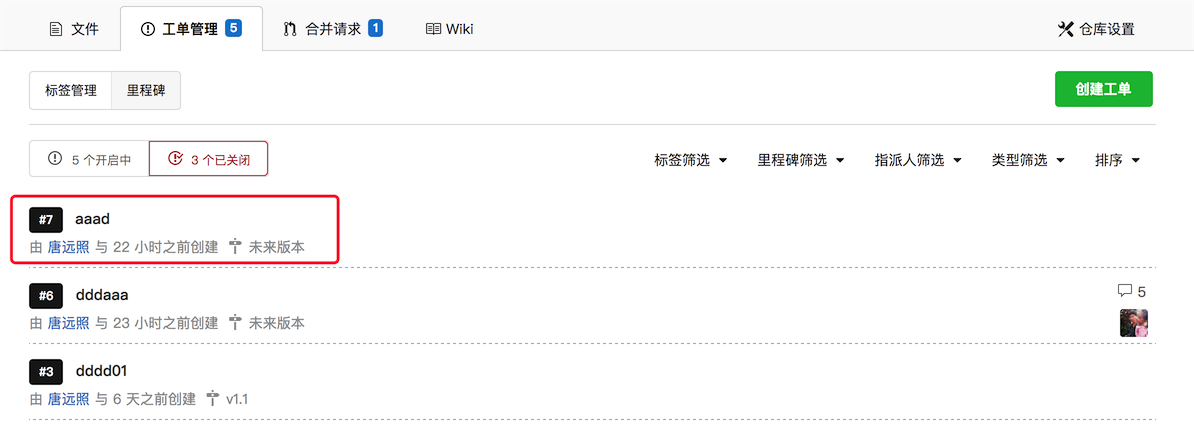 文件 工单管理 5 合并请求 1 Wiki 仓库设置
标签管理 里程碑 创建工单
5 个开启中 3 个已关闭 标签筛选 里程碑筛选 指派人筛选 类型筛选 排序
#7 aaad
由 唐远照 与 22 小时之前创建 未来版本
#6 dddaaa 5
由 唐远照 与 23 小时之前创建 未来版本
#3 dddd01
由 唐远照 与 6 天之前创建 v1.1